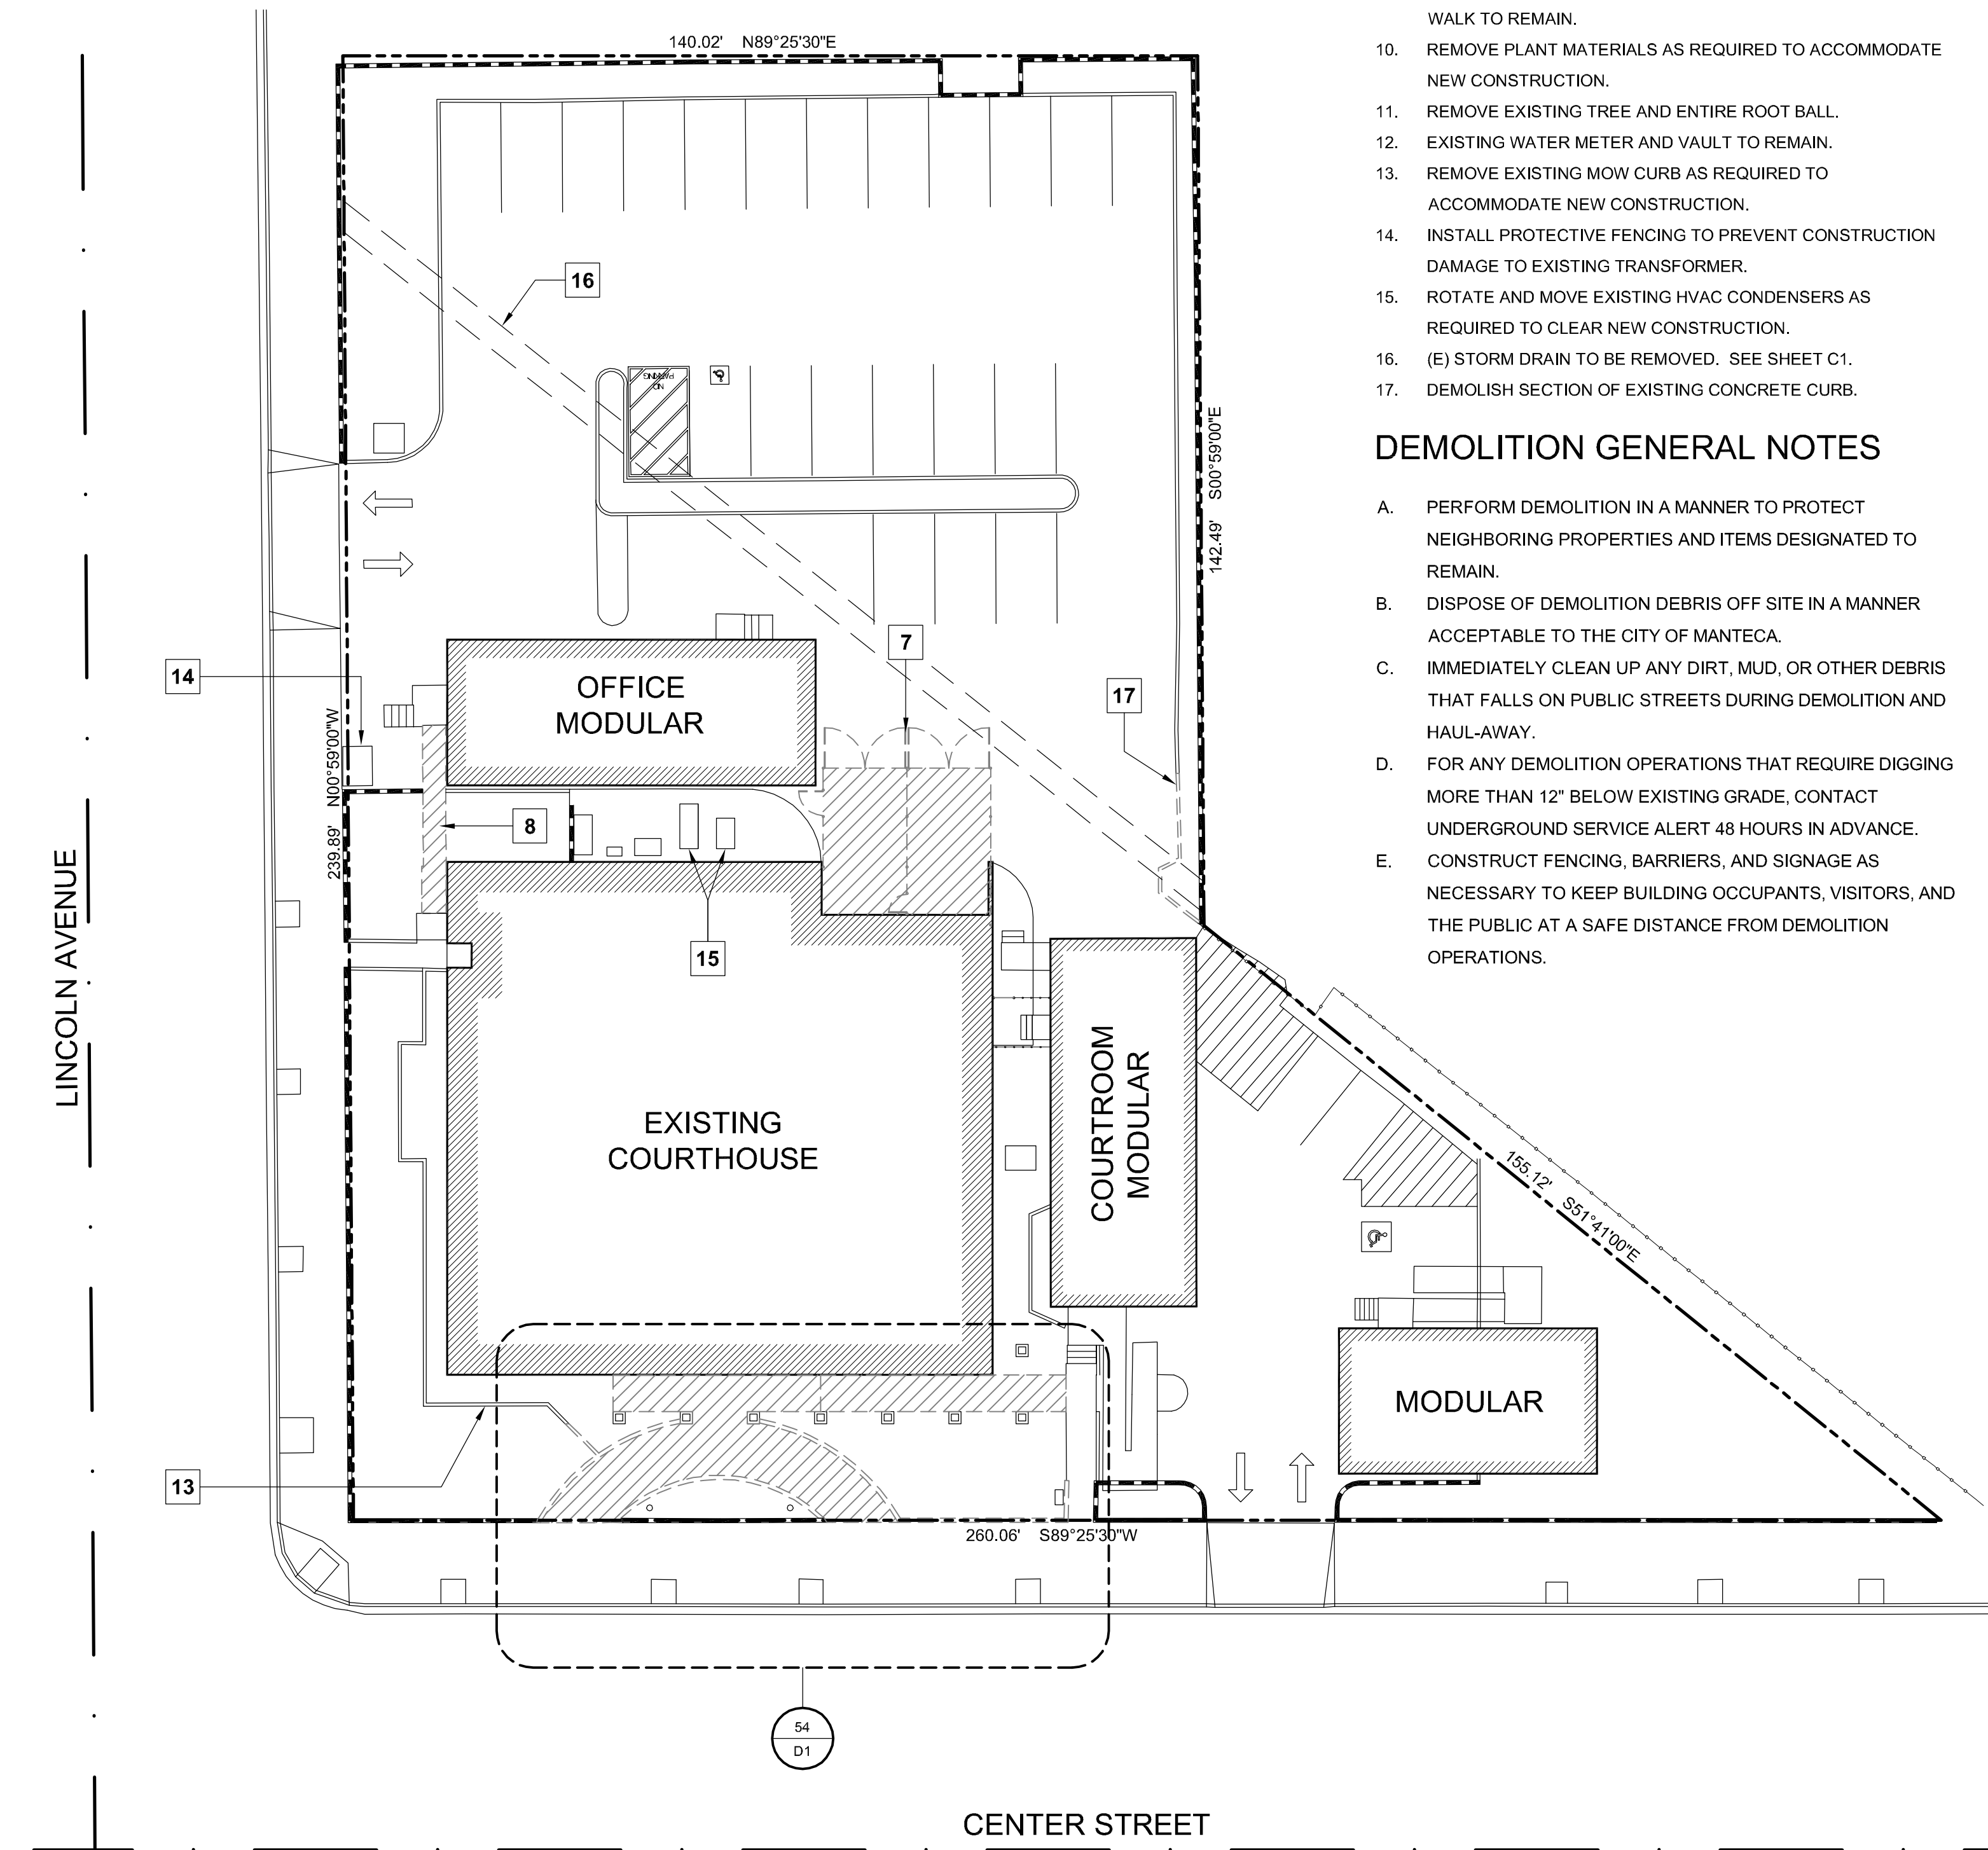 WALK TO REMAIN.
10. REMOVE PLANT MATERIALS AS REQUIRED TO ACCOMMODATE
NEW CONSTRUCTION.
11. REMOVE EXISTING TREE AND ENTIRE ROOT BALL.
12. EXISTING WATER METER AND VAULT TO REMAIN.
13. REMOVE EXISTING MOW CURB AS REQUIRED TO
ACCOMMODATE NEW CONSTRUCTION.
14. INSTALL PROTECTIVE FENCING TO PREVENT CONSTRUCTION
DAMAGE TO EXISTING TRANSFORMER.
15. ROTATE AND MOVE EXISTING HVAC CONDENSERS AS
REQUIRED TO CLEAR NEW CONSTRUCTION.
16. (E) STORM DRAIN TO BE REMOVED. SEE SHEET C1.
17. DEMOLISH SECTION OF EXISTING CONCRETE CURB.
DEMOLITION GENERAL NOTES
A. PERFORM DEMOLITION IN A MANNER TO PROTECT
NEIGHBORING PROPERTIES AND ITEMS DESIGNATED TO
REMAIN.
B. DISPOSE OF DEMOLITION DEBRIS OFF SITE IN A MANNER
ACCEPTABLE TO THE CITY OF MANTECA.
C. IMMEDIATELY CLEAN UP ANY DIRT, MUD, OR OTHER DEBRIS
THAT FALLS ON PUBLIC STREETS DURING DEMOLITION AND
HAUL-AWAY.
D. FOR ANY DEMOLITION OPERATIONS THAT REQUIRE DIGGING
MORE THAN 12" BELOW EXISTING GRADE, CONTACT
UNDERGROUND SERVICE ALERT 48 HOURS IN ADVANCE.
E. CONSTRUCT FENCING, BARRIERS, AND SIGNAGE AS
NECESSARY TO KEEP BUILDING OCCUPANTS, VISITORS, AND
THE PUBLIC AT A SAFE DISTANCE FROM DEMOLITION
OPERATIONS.
140.02' N89°25'30"E
16
NO
PARKING
142.49' S00°59'00"E
7
14
17
OFFICE
MODULAR
239.89' N00°59'00"W
8
15
LINCOLN AVENUE
EXISTING
COURTHOUSE
COURTROOM
MODULAR
155.12' S51°41'00"E
MODULAR
13
260.06' S89°25'30"W
54
D1
CENTER STREET